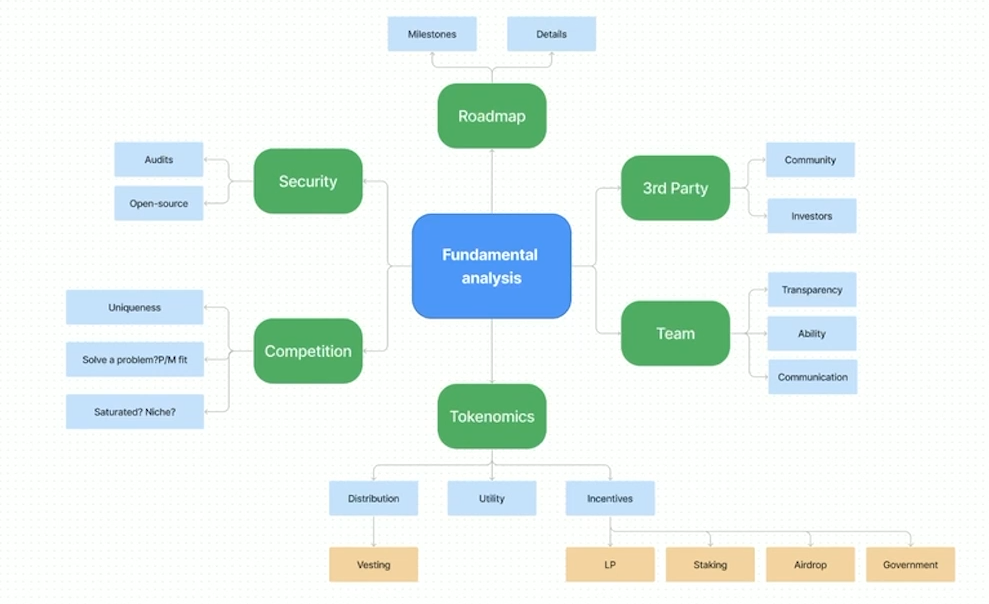 Milestones
Details
Roadmap
Audits
Open-source
Security
3rd Party
Community
Investors
Fundamental
analysis
Uniqueness
Solve a problem?P/M fit
Saturated? Niche?
Competition
Team
Transparency
Ability
Communication
Tokenomics
Distribution
Utility
Incentives
Vesting
LP
Staking
Airdrop
Government